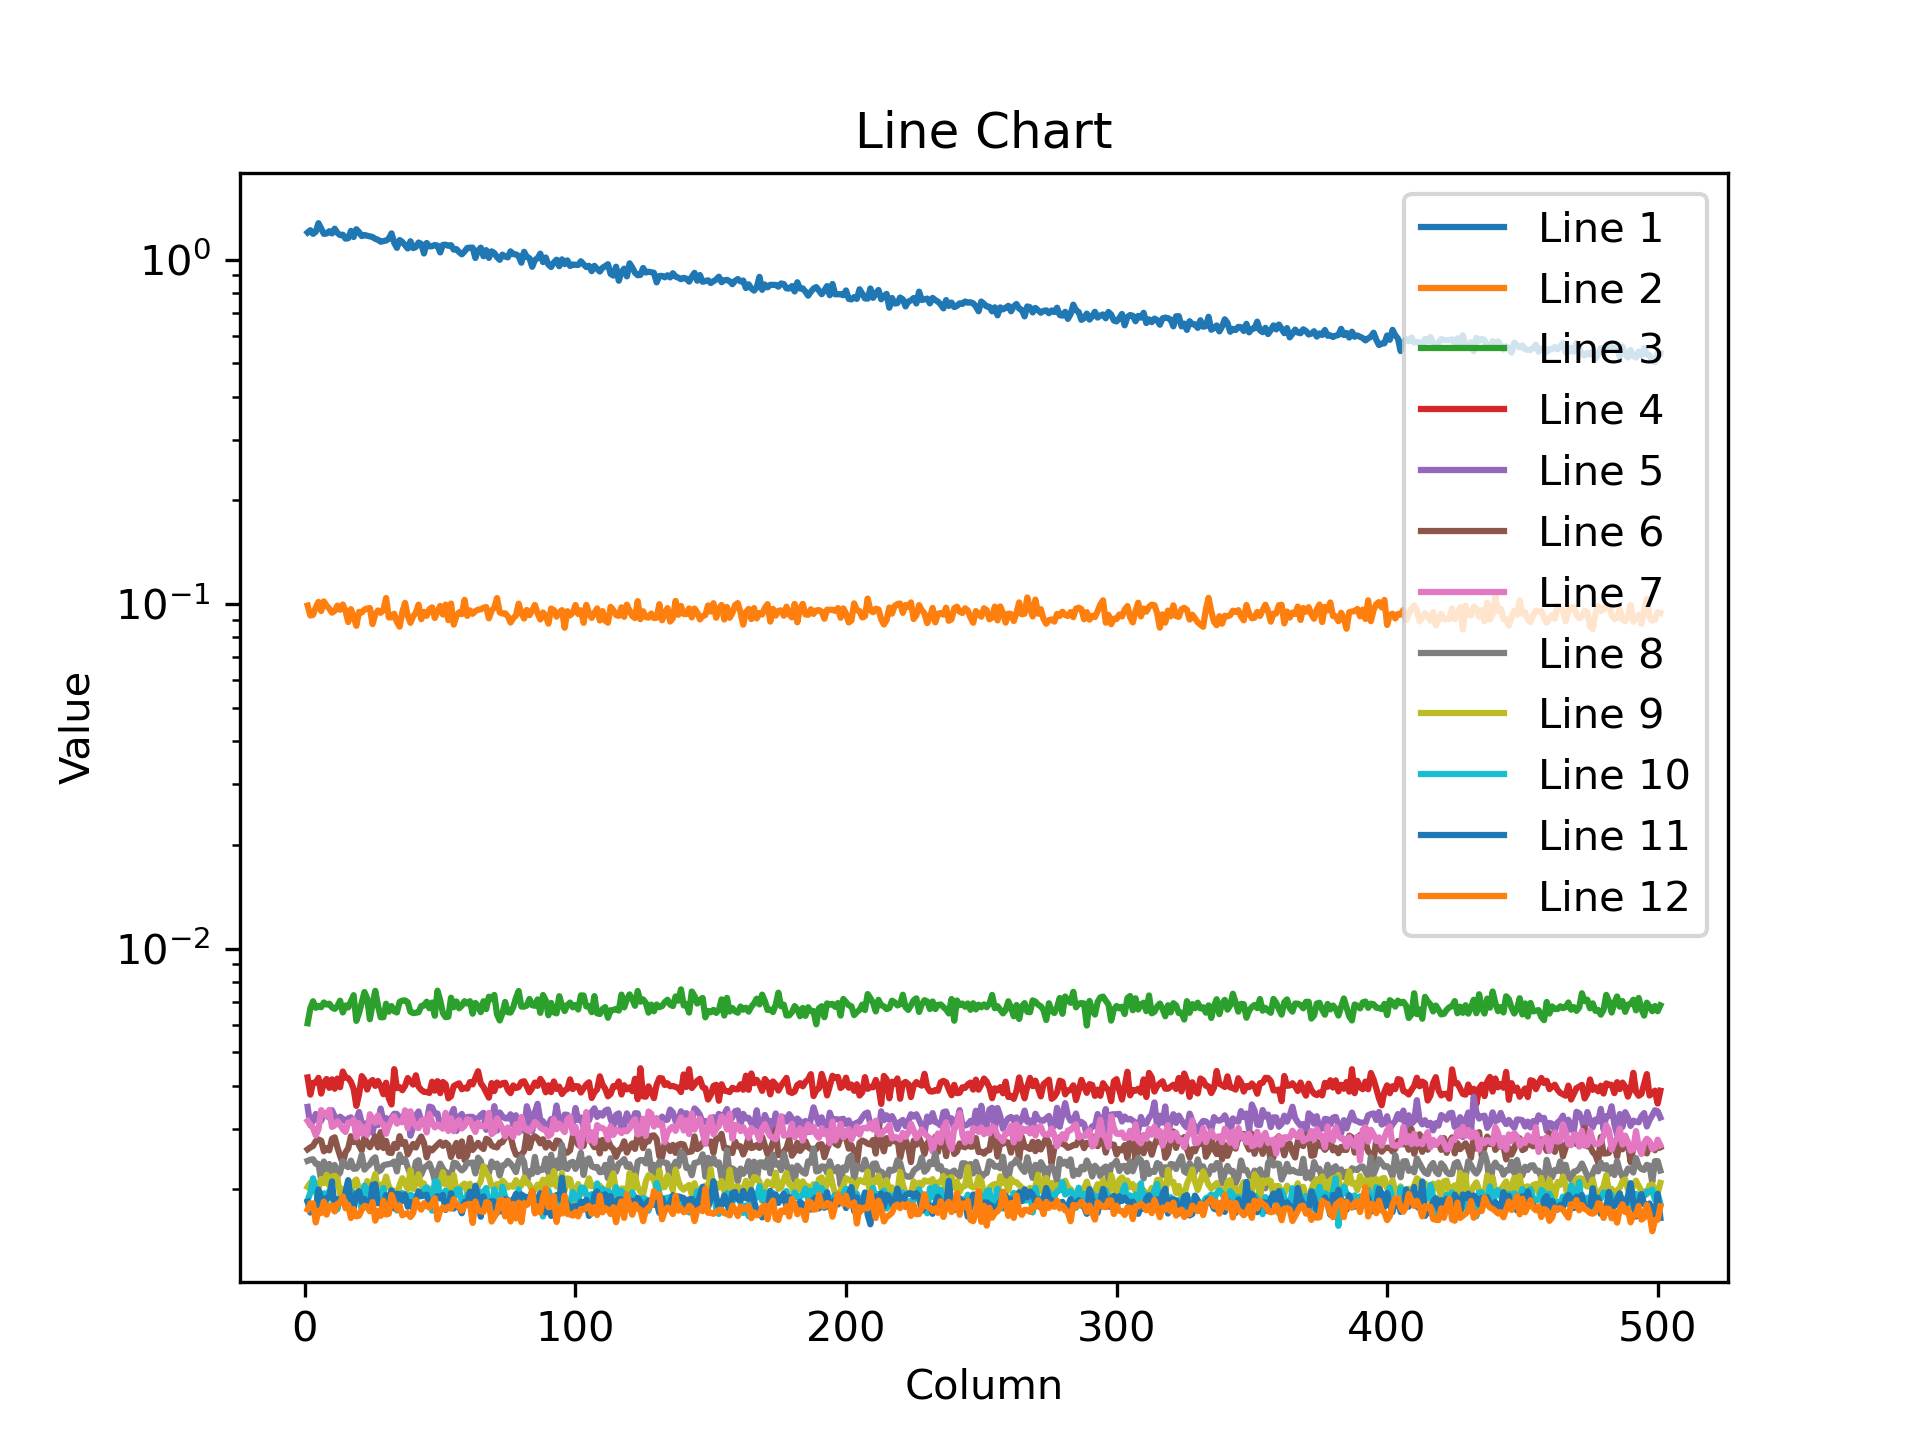 Line Chart
10⁰
10⁻¹
10⁻²
Value
0 100 200 300 400 500
Column
Line 1
Line 2
Line 3
Line 4
Line 5
Line 6
Line 7
Line 8
Line 9
Line 10
Line 11
Line 12